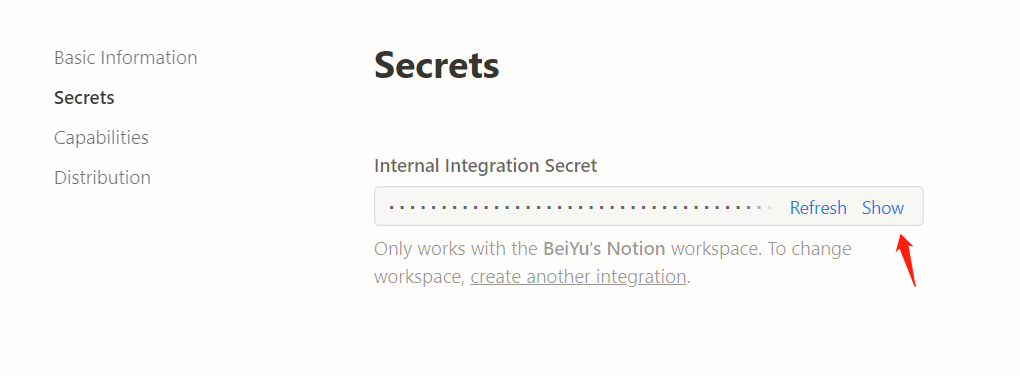 Basic Information
Secrets
Capabilities
Distribution
Secrets
Internal Integration Secret
Refresh Show
Only works with the BeiYu's Notion workspace. To change
workspace, create another integration.